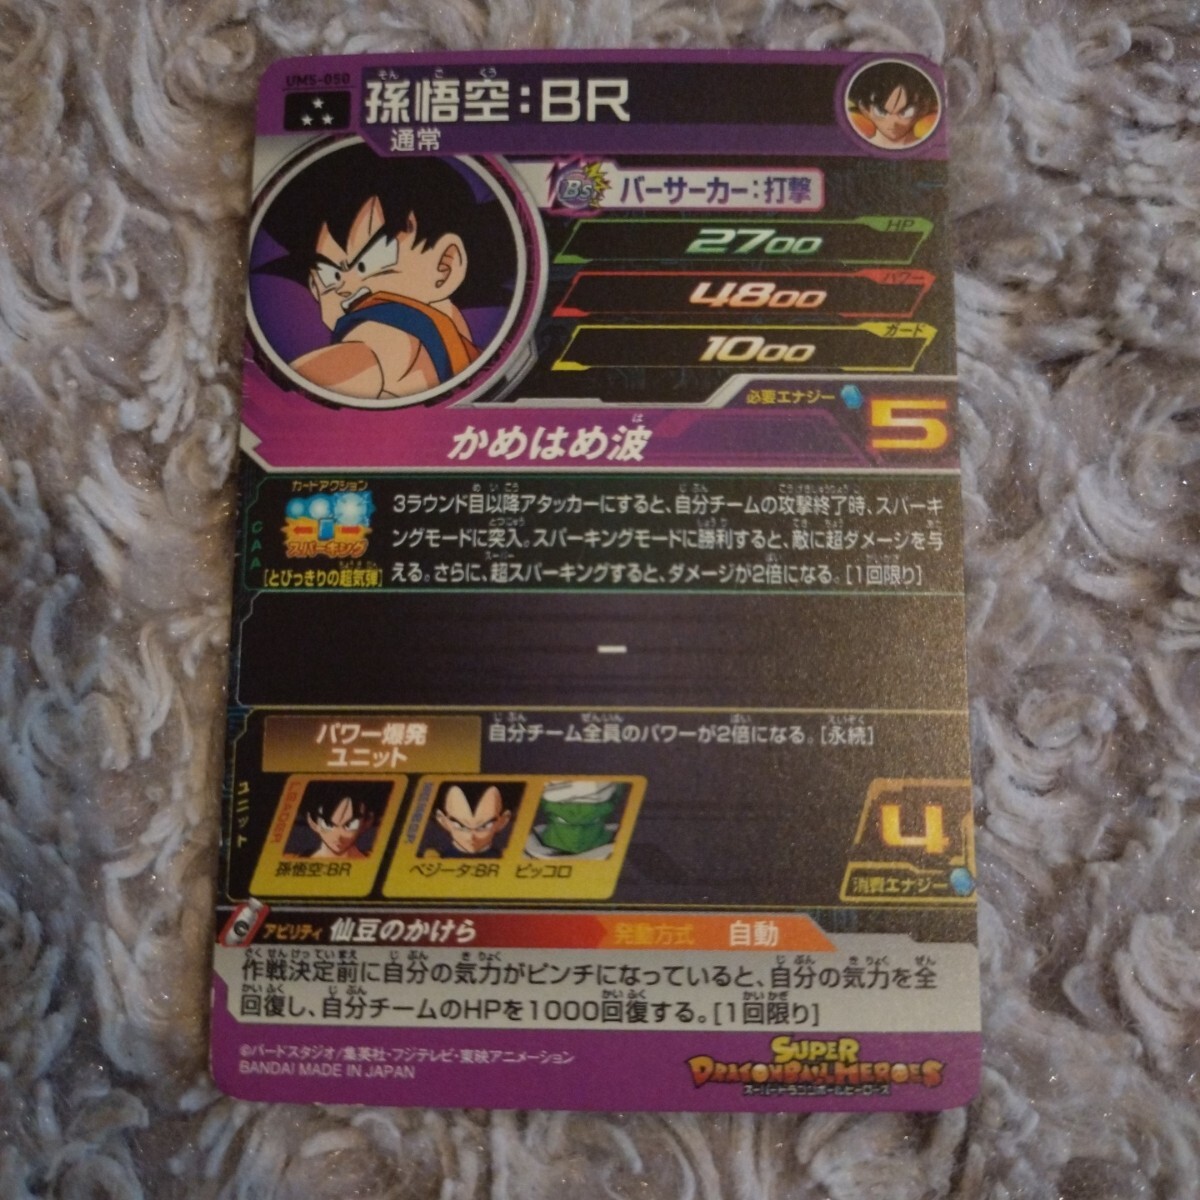 UM5-050
孫悟空:BR
通常
Bs バーサーカー:打撃
HP
2700
パワー
4800
ガード
1000
必要エナジー 5
かめはめ波
CAA
カードアクション
スパーキング
[とびっきりの超気弾]
3ラウンド目以降アタッカーにすると、自分チームの攻撃終了時、スパーキ
ングモードに突入。スパーキングモードに勝利すると、敵に超ダメージを与
える。さらに、超スパーキングすると、ダメージが2倍になる。[1回限り]
ー
ユニット
パワー爆発
ユニット
自分チーム全員のパワーが2倍になる。[永続]
孫悟空:BR
ベジータ:BR ピッコロ
4
消費エナジー
アビリティ 仙豆のかけら 発動方式 自動
作戦決定前に自分の気力がピンチになっていると、自分の気力を全
回復し、自分チームのHPを1000回復する。[1回限り]
©バードスタジオ/集英社・フジテレビ・東映アニメーション
BANDAI MADE IN JAPAN
SUPER
DRAGONBALL HEROES
スーパードラゴンボールヒーローズ